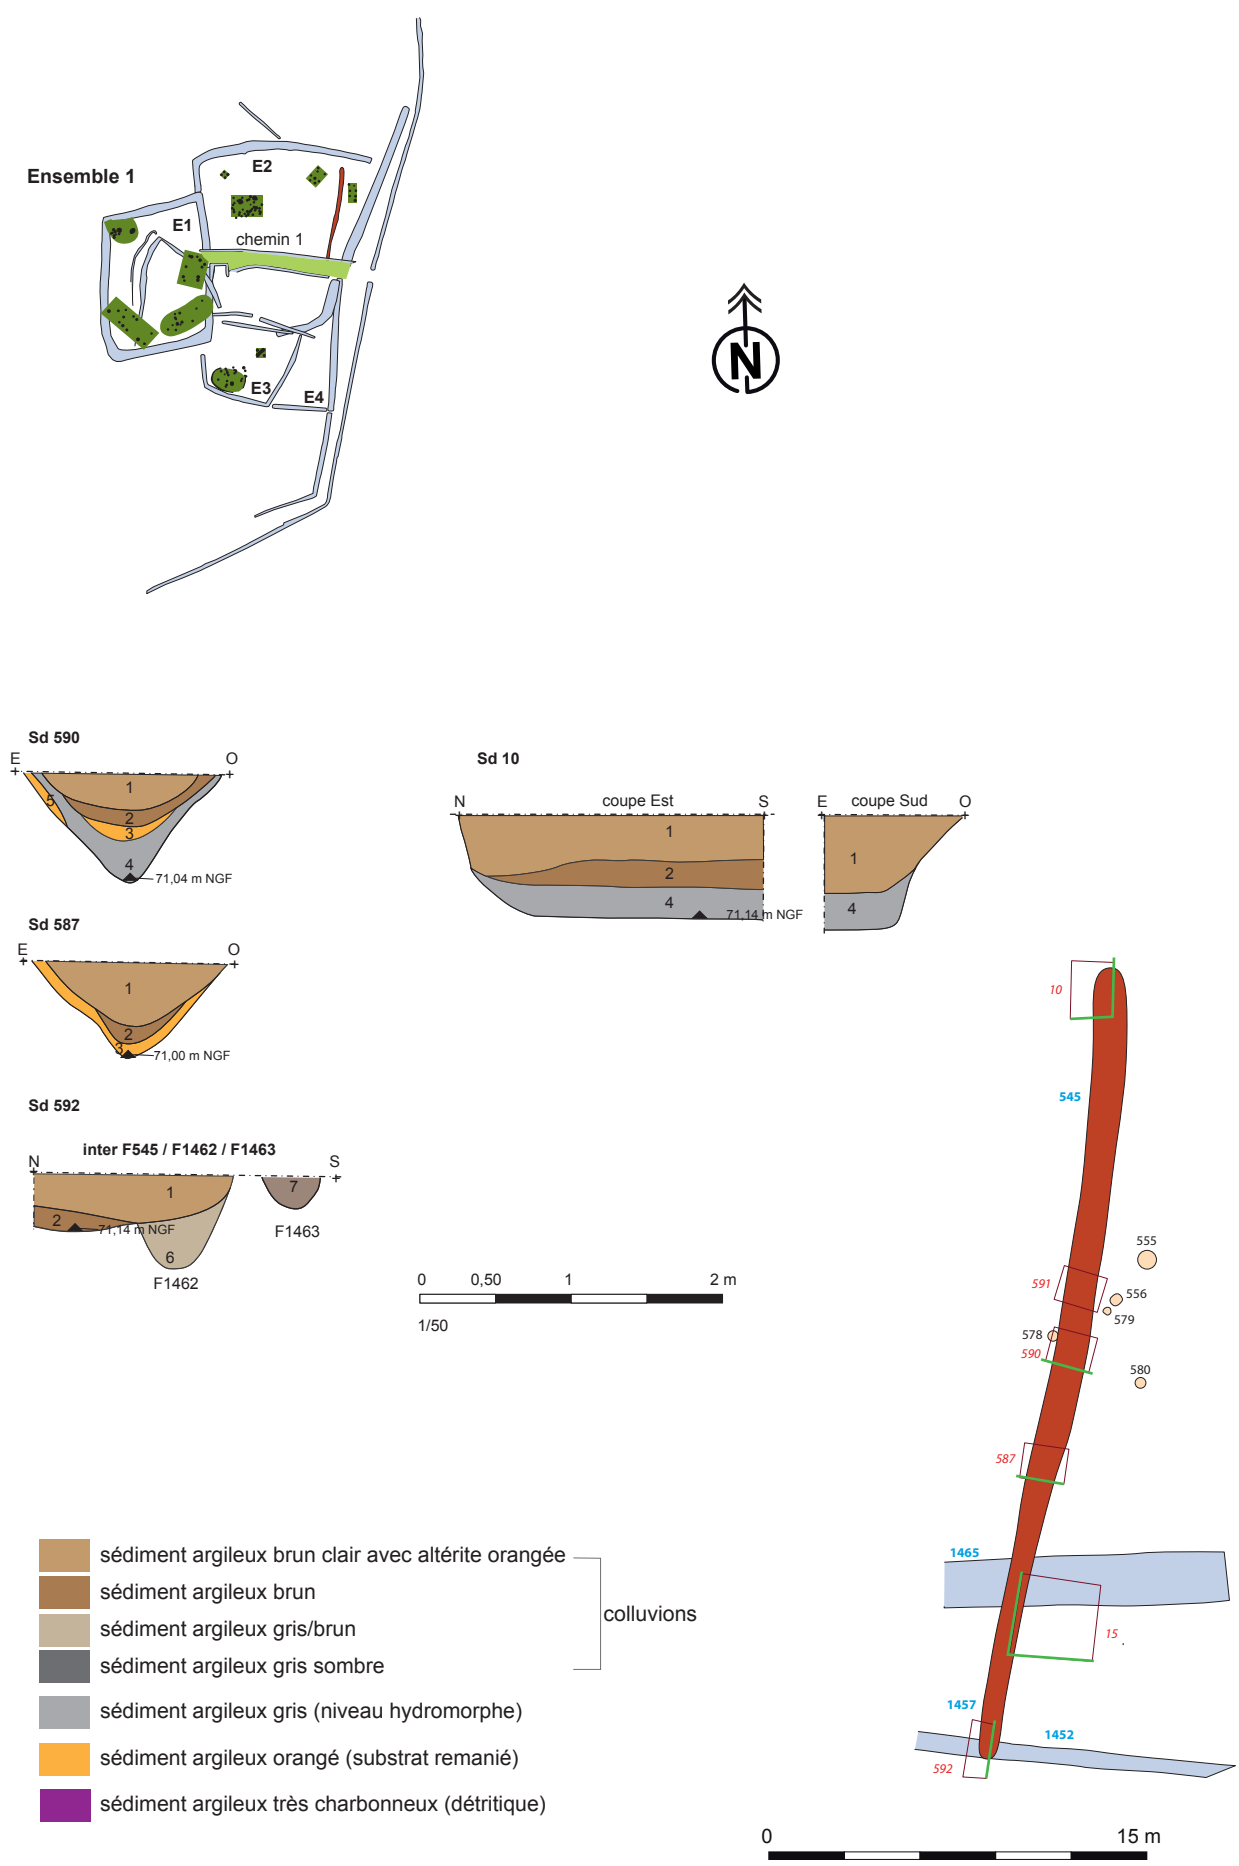 Ensemble 1
E2
E1
chemin 1
E3
E4
N
Sd 590
E
O
1
2
3
4
5
71,04 m NGF
Sd 587
E
O
1
2
3
71,00 m NGF
Sd 592
inter F545 / F1462 / F1463
N
S
1
2
71,14 m NGF
6
7
F1462
F1463
Sd 10
N
coupe Est
S
E
coupe Sud
O
1
2
4
71,14 m NGF
1
4
0
0,50
1
2 m
1/50
10
545
555
591
556
579
578
590
580
587
1465
15
1457
1452
592
sédiment argileux brun clair avec altérite orangée
sédiment argileux brun
sédiment argileux gris/brun
colluvions
sédiment argileux gris sombre
sédiment argileux gris (niveau hydromorphe)
sédiment argileux orangé (substrat remanié)
sédiment argileux très charbonneux (détritique)
0
15 m